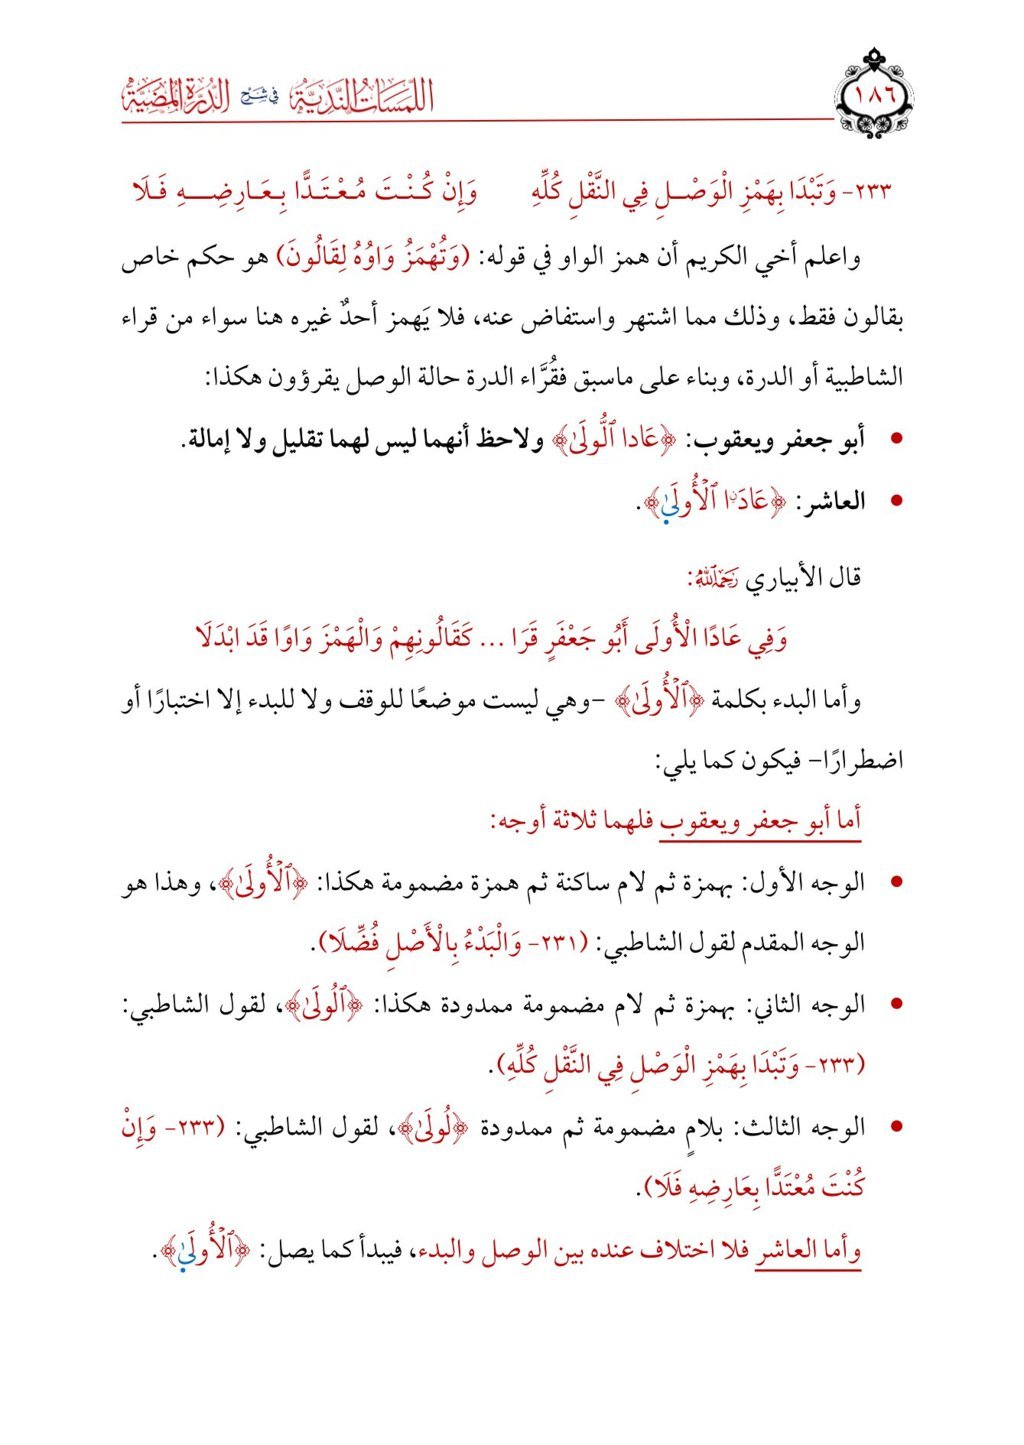 ١٨٦
اللمسات الندية في شرح الدرة المضية
٢٣٣- وَتَبْدَا بِهَمْزِ الْوَصْلِ فِي النَّقْلِ كُلِّهِ وَإِنْ كُنْتَ مُعْتَدًّا بِعَارِضِهِ فَلَا
واعلم أخي الكريم أن همز الواو في قوله: (وَتُهْمَزُ وَاوُهُ لِقَالُونَ) هو حكم خاص
بقالون فقط، وذلك مما اشتهر واستفاض عنه، فلا يَهمز أحدٌ غيره هنا سواء من قراء
الشاطبية أو الدرة، وبناء على ماسبق فقُرَّاء الدرة حالة الوصل يقرؤون هكذا:
• أبو جعفر ويعقوب: ﴿عَادا ٱلُّولَىٰ﴾ ولاحظ أنهما ليس لهما تقليل ولا إمالة.
• العاشر: ﴿عَادَۢا ٱلۡأُولَىٰ﴾.
قال الأبياري رَحِمَهُ ٱللَّهُ:
وَفِي عَادًا الْأُولَى أَبُو جَعْفَرٍ قَرَا ... كَقَالُونِهِمْ وَالْهَمْزَ وَاوًا قَدَ ابْدَلَا
وأما البدء بكلمة ﴿ٱلۡأُولَىٰ﴾ -وهي ليست موضعًا للوقف ولا للبدء إلا اختبارًا أو
اضطرارًا- فيكون كما يلي:
أما أبو جعفر ويعقوب فلهما ثلاثة أوجه:
• الوجه الأول: بهمزة ثم لام ساكنة ثم همزة مضمومة هكذا: ﴿ٱلۡأُولَىٰ﴾، وهذا هو
الوجه المقدم لقول الشاطبي: (٢٣١- وَالْبَدْءُ بِالْأَصْلِ فُضِّلَا).
• الوجه الثاني: بهمزة ثم لام مضمومة ممدودة هكذا: ﴿ٱلُولَىٰ﴾، لقول الشاطبي:
(٢٣٣- وَتَبْدَا بِهَمْزِ الْوَصْلِ فِي النَّقْلِ كُلِّهِ).
• الوجه الثالث: بلامٍ مضمومة ثم ممدودة ﴿لُولَىٰ﴾، لقول الشاطبي: (٢٣٣- وَإِنْ
كُنْتَ مُعْتَدًّا بِعَارِضِهِ فَلَا).
وأما العاشر فلا اختلاف عنده بين الوصل والبدء، فيبدأ كما يصل: ﴿ٱلۡأُولَىٰ﴾.